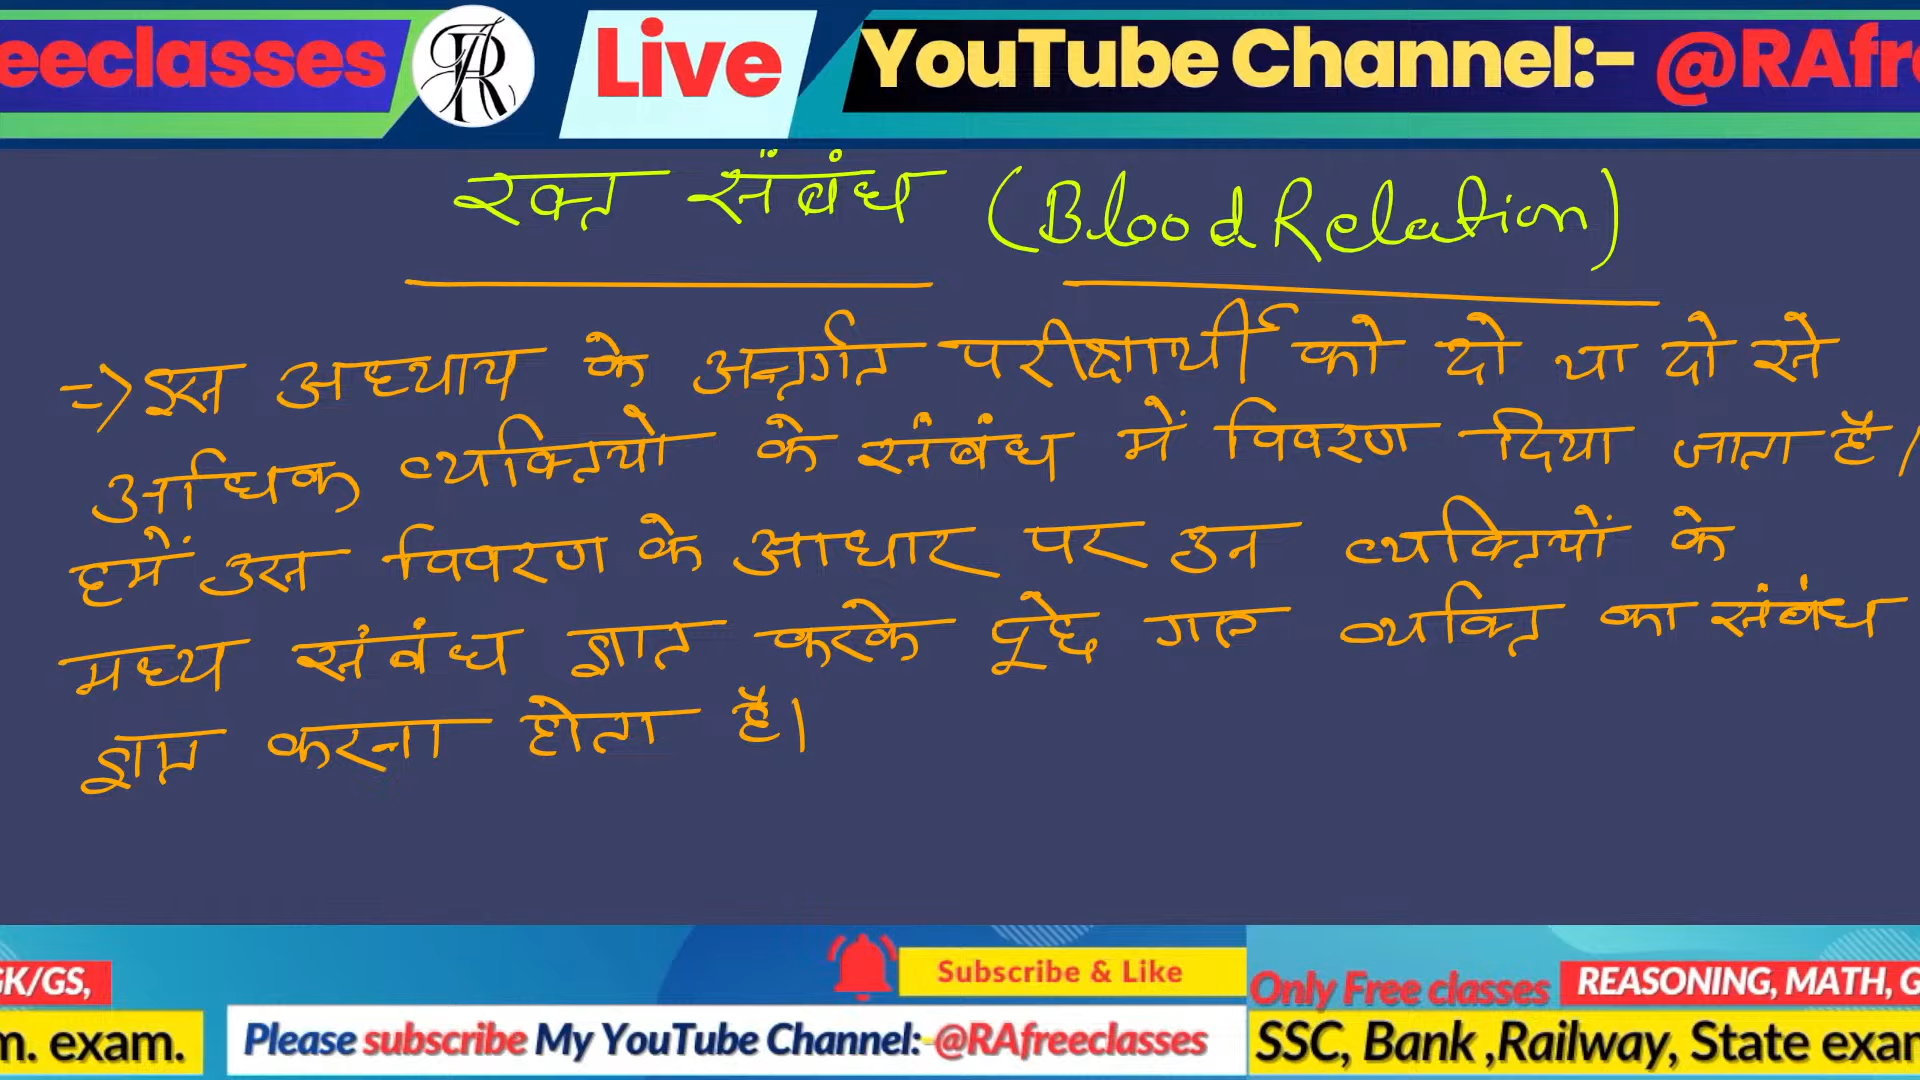 eeclasses Live YouTube Channel:- @RAfre
रक्त संबंध (Blood Relation)
=> इस अध्याय के अन्तर्गत परीक्षार्थी को दो या दो से
अधिक व्यक्तियो के संबंध में विवरण दिया जाता है।
हमें उस विवरण के आधार पर उन व्यक्तियों के
मध्य संबंध ज्ञात करके पूछे गए व्यक्ति का संबंध
ज्ञात करना होता है।
Subscribe & Like
GK/GS,
Only Free classes REASONING, MATH, G
m. exam.
Please subscribe My YouTube Channel:-@RAfreeclasses
SSC, Bank ,Railway, State exam